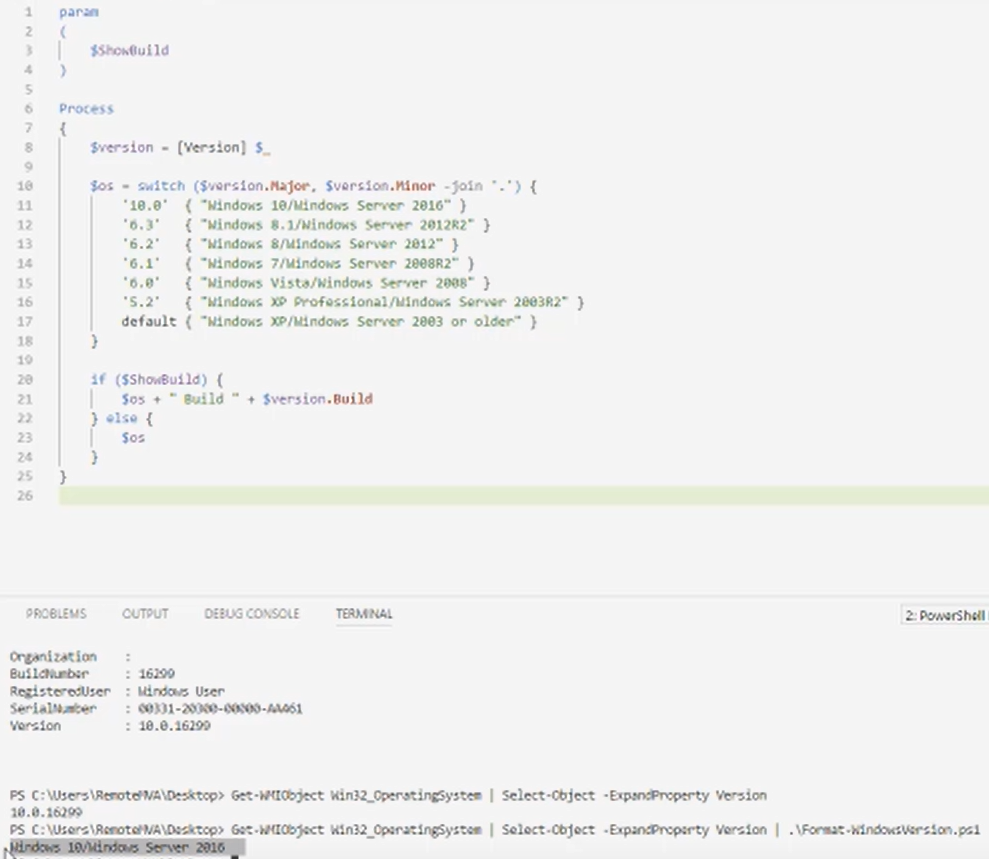 1 param
2 (
3 $ShowBuild
4 )
5
6 Process
7 {
8 $version = [Version] $_
9
10 $os = switch ($version.Major, $version.Minor -join '.') {
11 '10.0' { "Windows 10/Windows Server 2016" }
12 '6.3' { "Windows 8.1/Windows Server 2012R2" }
13 '6.2' { "Windows 8/Windows Server 2012" }
14 '6.1' { "Windows 7/Windows Server 2008R2" }
15 '6.0' { "Windows Vista/Windows Server 2008" }
16 '5.2' { "Windows XP Professional/Windows Server 2003R2" }
17 default { "Windows XP/Windows Server 2003 or older" }
18 }
19
20 if ($ShowBuild) {
21 $os + " Build " + $version.Build
22 } else {
23 $os
24 }
25 }
26
PROBLEMS OUTPUT DEBUG CONSOLE TERMINAL 2: PowerShell
Organization :
BuildNumber : 16299
RegisteredUser : Windows User
SerialNumber : 00331-20300-00000-AA461
Version : 10.0.16299
PS C:\Users\RemoteMVA\Desktop> Get-WMIObject Win32_OperatingSystem | Select-Object -ExpandProperty Version
10.0.16299
PS C:\Users\RemoteMVA\Desktop> Get-WMIObject Win32_OperatingSystem | Select-Object -ExpandProperty Version | .\Format-WindowsVersion.ps1
Windows 10/Windows Server 2016